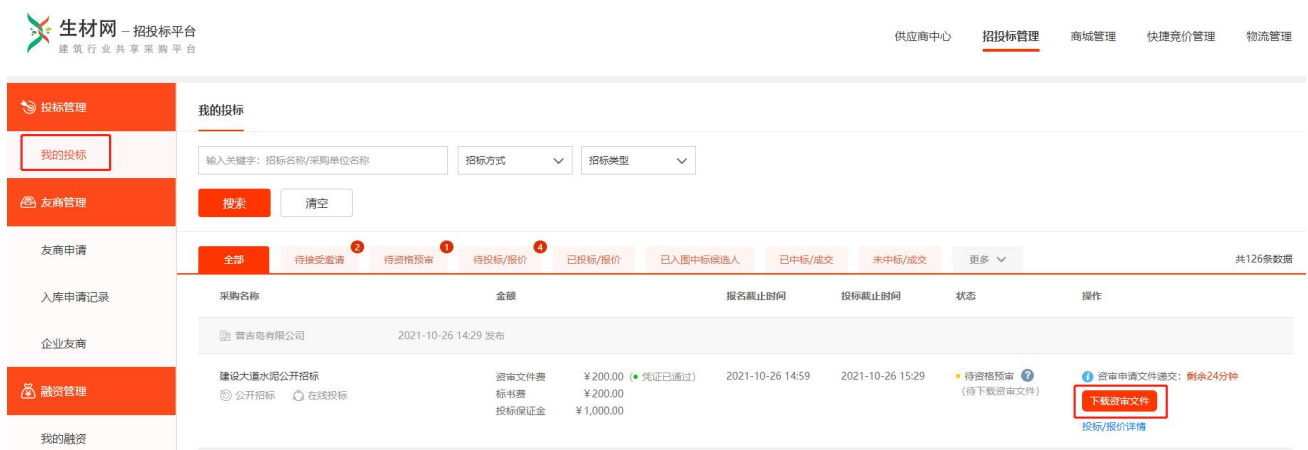 生材网 – 招投标平台
建筑行业共享采购平台
供应商中心 招投标管理 商城管理 快捷竞价管理 物流管理
投标管理
我的投标
友商管理
友商申请
入库申请记录
企业友商
融资管理
我的融资
我的投标
输入关键字：招标名称/采购单位名称 招标方式 招标类型
搜索 清空
全部 待接受邀请 2 待资格预审 1 待投标/报价 4 已投标/报价 已入围中标候选人 已中标/成交 未中标/成交 更多 共126条数据
采购名称 金额 报名截止时间 投标截止时间 状态 操作
普吉岛有限公司 2021-10-26 14:29 发布
建设大道水泥公开招标 资审文件费 ¥200.00 (● 凭证已通过) 2021-10-26 14:59 2021-10-26 15:29 • 待资格预审 ? i 资审申请文件递交：剩余24分钟
公开招标 在线投标 标书费 ¥200.00 (待下载资审文件) 下载资审文件
投标保证金 ¥1,000.00
投标/报价详情